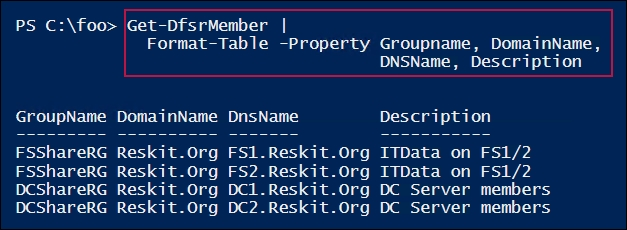 PS C:\foo> Get-DfsrMember |
Format-Table -Property Groupname, DomainName,
DNSName, Description
GroupName DomainName DnsName Description
--------- ---------- ------- -----------
FSShareRG Reskit.Org FS1.Reskit.Org ITData on FS1/2
FSShareRG Reskit.Org FS2.Reskit.Org ITData on FS1/2
DCShareRG Reskit.Org DC1.Reskit.Org DC Server members
DCShareRG Reskit.Org DC2.Reskit.Org DC Server members